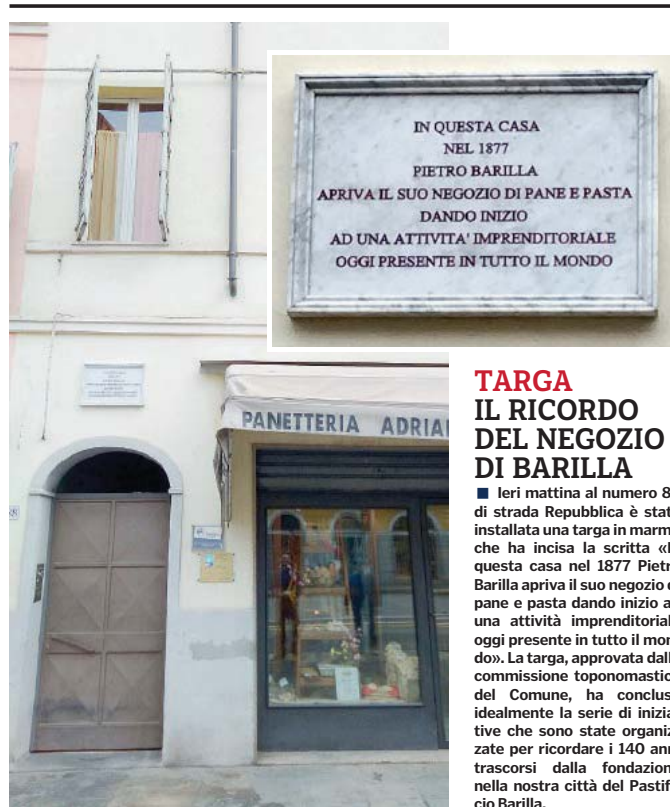 IN QUESTA CASA
NEL 1877
PIETRO BARILLA
APRIVA IL SUO NEGOZIO DI PANE E PASTA
DANDO INIZIO
AD UNA ATTIVITA' IMPRENDITORIALE
OGGI PRESENTE IN TUTTO IL MONDO
PANETTERIA ADRIA
TARGA
IL RICORDO
DEL NEGOZIO
DI BARILLA
■ Ieri mattina al numero 8
di strada Repubblica è stat
installata una targa in marm
che ha incisa la scritta «I
questa casa nel 1877 Pietr
Barilla apriva il suo negozio d
pane e pasta dando inizio a
una attività imprenditorial
oggi presente in tutto il mon
do». La targa, approvata dall
commissione toponomastic
del Comune, ha conclus
idealmente la serie di inizia
tive che sono state organiz
zate per ricordare i 140 ann
trascorsi dalla fondazion
nella nostra città del Pastifi
cio Barilla.